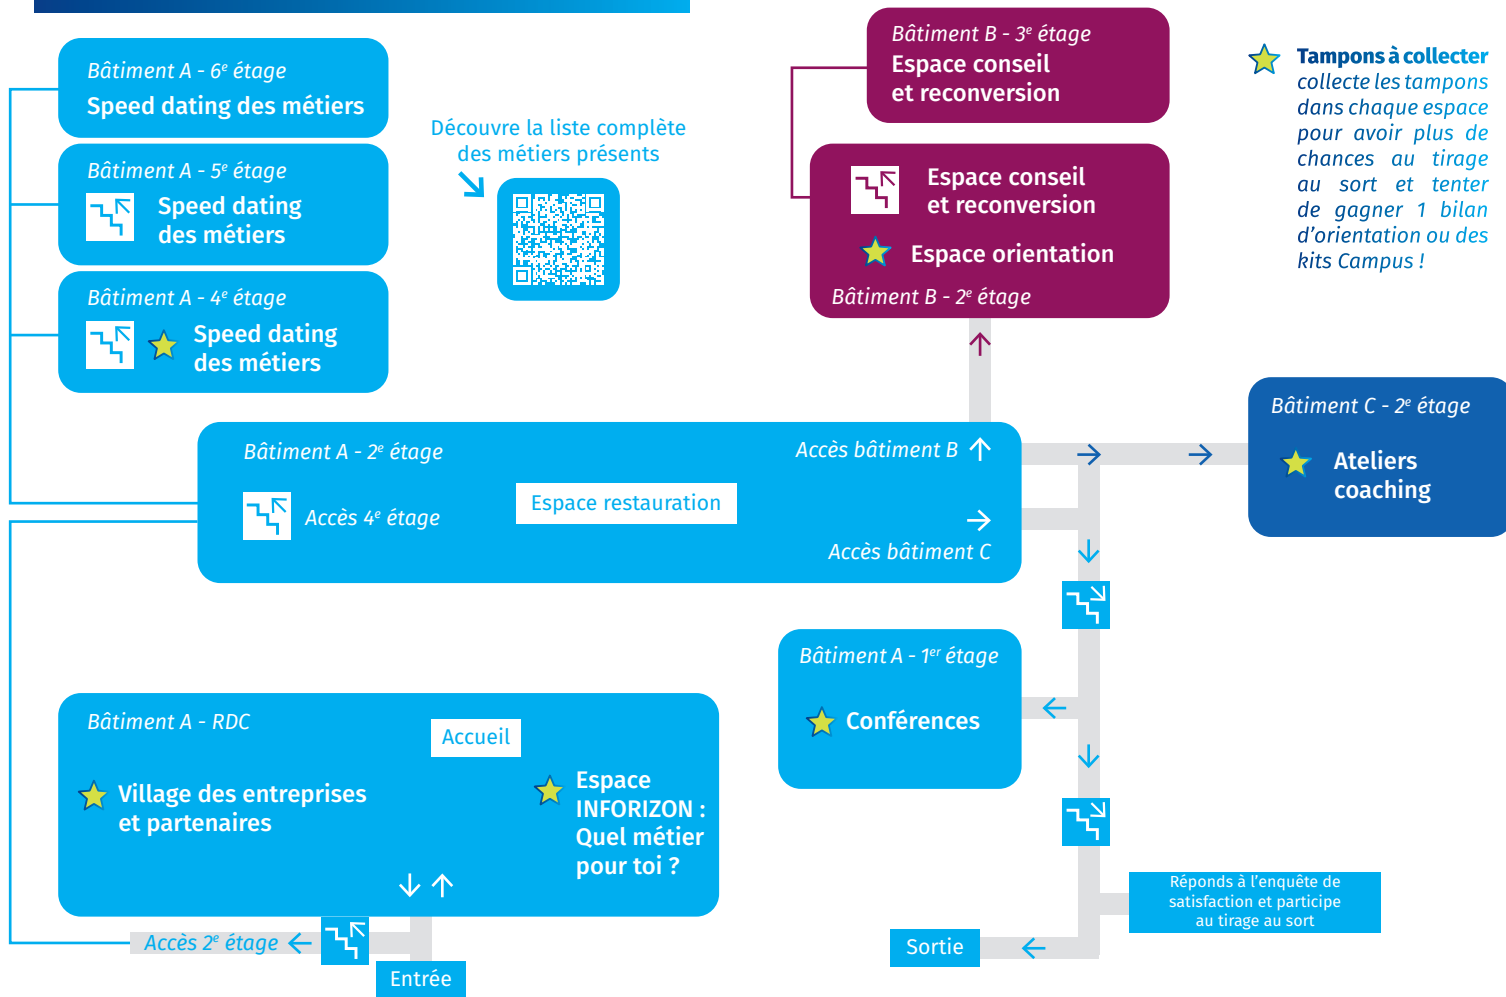 Bâtiment A - 6e étage
Speed dating des métiers
Bâtiment A - 5e étage
Speed dating
des métiers
Bâtiment A - 4e étage
Speed dating
des métiers
Découvre la liste complète
des métiers présents
Bâtiment B - 3e étage
Espace conseil
et reconversion
Espace conseil
et reconversion
Espace orientation
Bâtiment B - 2e étage
Tampons à collecter
collecte les tampons
dans chaque espace
pour avoir plus de
chances au tirage
au sort et tenter
de gagner 1 bilan
d'orientation ou des
kits Campus !
Bâtiment A - 2e étage
Accès 4e étage
Espace restauration
Accès bâtiment B
Accès bâtiment C
Bâtiment C - 2e étage
Ateliers
coaching
Bâtiment A - 1er étage
Conférences
Bâtiment A - RDC
Accueil
Village des entreprises
et partenaires
Espace
INFORIZON :
Quel métier
pour toi ?
Accès 2e étage
Entrée
Réponds à l'enquête de
satisfaction et participe
au tirage au sort
Sortie